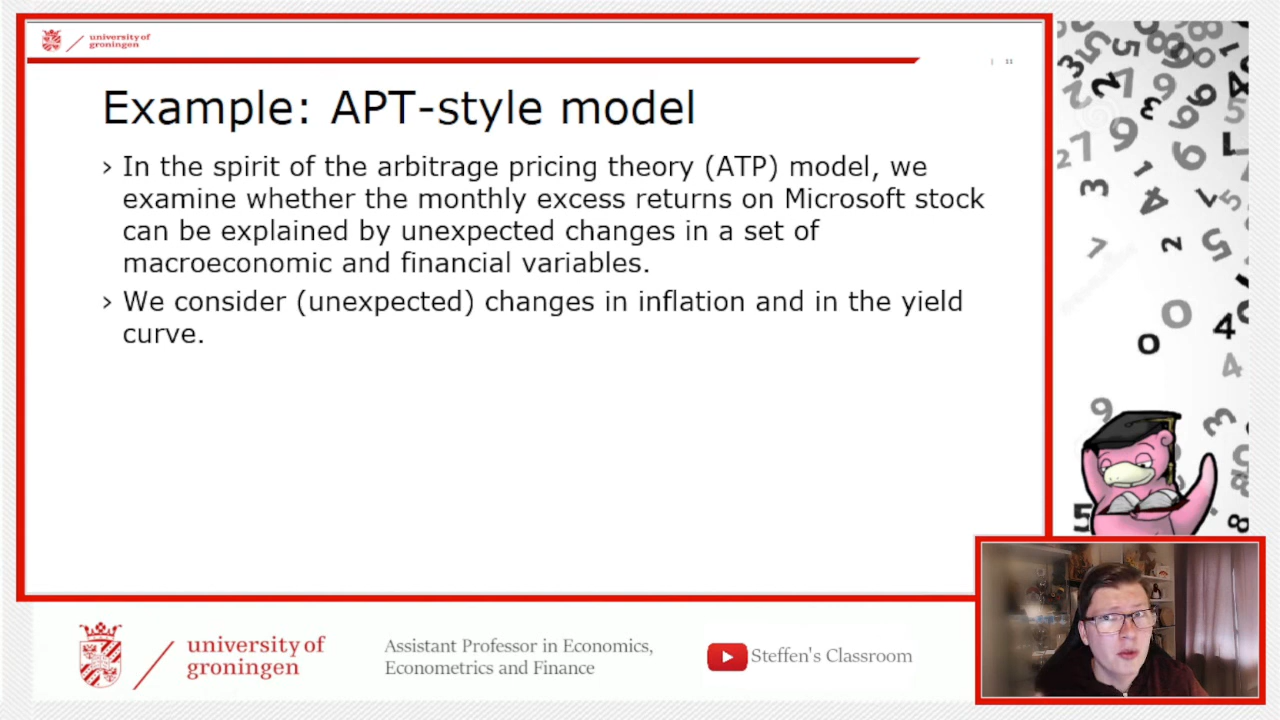 university of
groningen
| 11
Example: APT-style model
› In the spirit of the arbitrage pricing theory (ATP) model, we
examine whether the monthly excess returns on Microsoft stock
can be explained by unexpected changes in a set of
macroeconomic and financial variables.
› We consider (unexpected) changes in inflation and in the yield
curve.
university of
groningen
Assistant Professor in Economics,
Econometrics and Finance
Steffen's Classroom